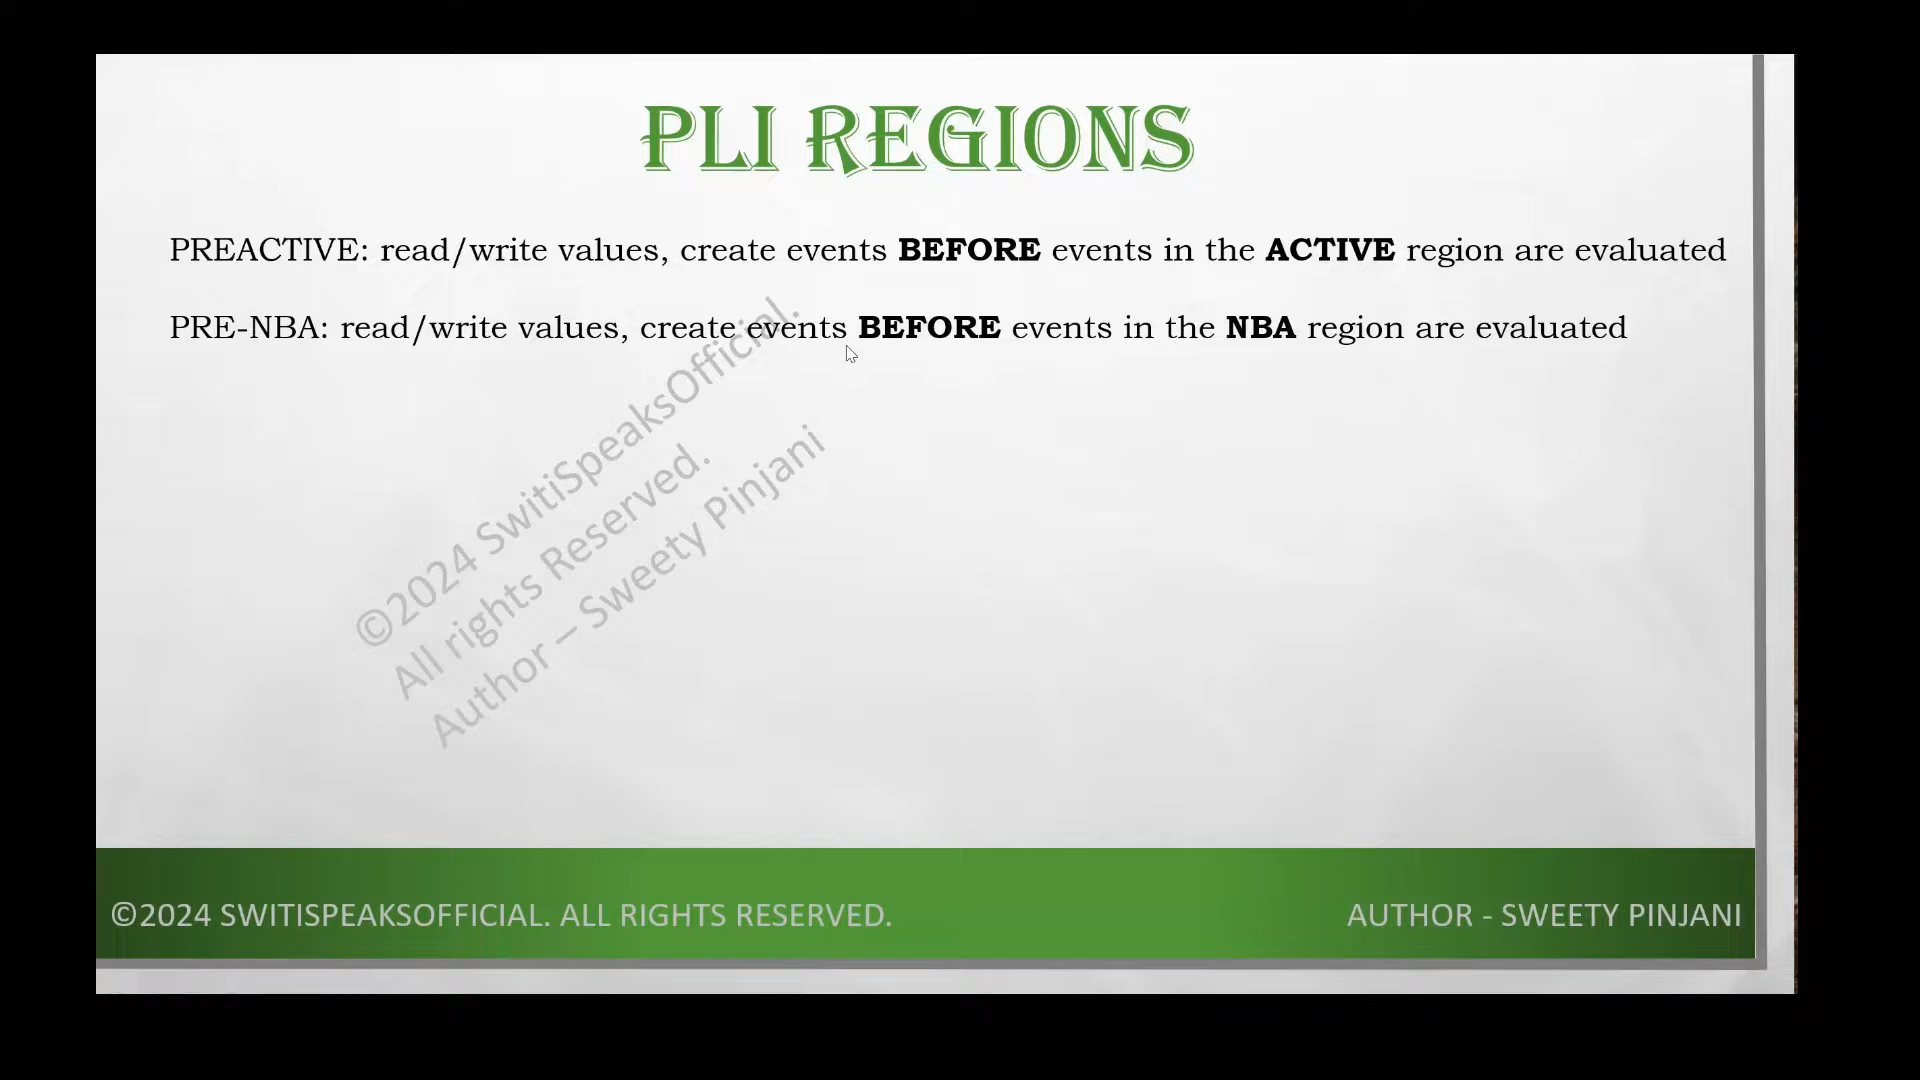 PLI REGIONS
PREACTIVE: read/write values, create events BEFORE events in the ACTIVE region are evaluated
PRE-NBA: read/write values, create events BEFORE events in the NBA region are evaluated
©2024 SwitiSpeaksOfficial.
All rights Reserved.
Author – Sweety Pinjani
©2024 SWITISPEAKSOFFICIAL. ALL RIGHTS RESERVED.
AUTHOR - SWEETY PINJANI